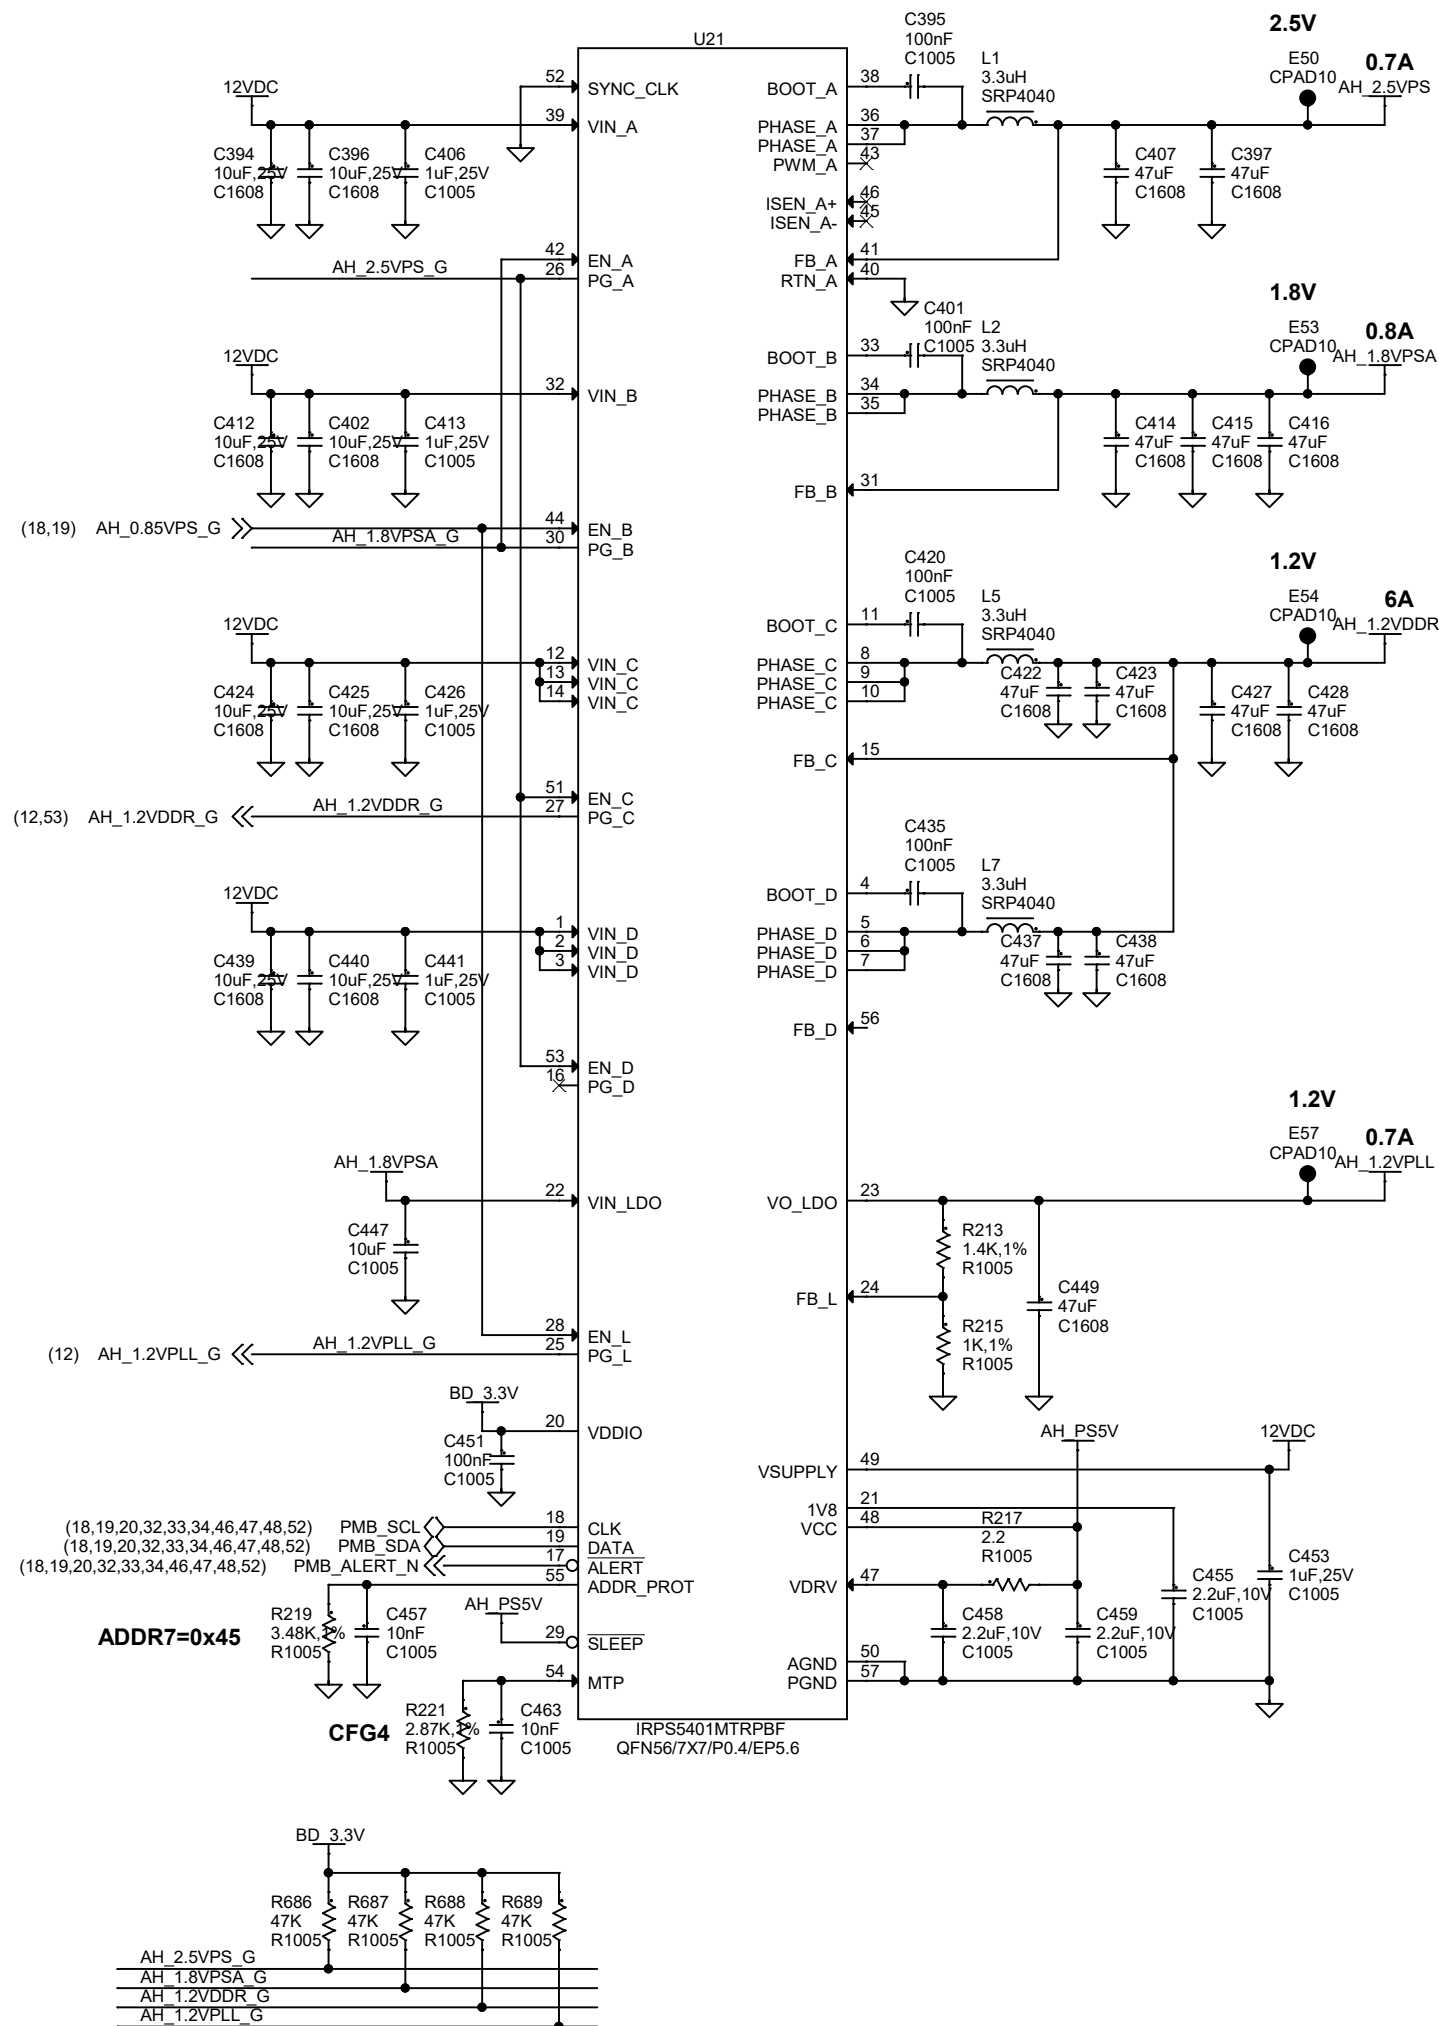 U21
C395
100nF
C1005
L1
3.3uH
SRP4040
2.5V
E50
CPAD10
0.7A
AH_2.5VPS
12VDC
52
SYNC_CLK
BOOT_A
38
39
VIN_A
PHASE_A
36
PHASE_A
37
PWM_A
43
C394
10uF,25V
C1608
C396
10uF,25V
C1608
C406
1uF,25V
C1005
C407
47uF
C1608
C397
47uF
C1608
ISEN_A+
46
ISEN_A-
45
42
EN_A
FB_A
41
AH_2.5VPS_G
26
PG_A
RTN_A
40
C401
100nF
C1005
L2
3.3uH
SRP4040
1.8V
E53
CPAD10
0.8A
AH_1.8VPSA
12VDC
BOOT_B
33
32
VIN_B
PHASE_B
34
PHASE_B
35
C412
10uF,25V
C1608
C402
10uF,25V
C1608
C413
1uF,25V
C1005
C414
47uF
C1608
C415
47uF
C1608
C416
47uF
C1608
FB_B
31
(18,19) AH_0.85VPS_G
44
EN_B
AH_1.8VPSA_G
30
PG_B
C420
100nF
C1005
L5
3.3uH
SRP4040
1.2V
E54
CPAD10
6A
AH_1.2VDDR
12VDC
BOOT_C
11
12
VIN_C
13
VIN_C
14
VIN_C
PHASE_C
8
PHASE_C
9
PHASE_C
10
C424
10uF,25V
C1608
C425
10uF,25V
C1608
C426
1uF,25V
C1005
C422
47uF
C1608
C423
47uF
C1608
C427
47uF
C1608
C428
47uF
C1608
FB_C
15
51
EN_C
(12,53) AH_1.2VDDR_G
AH_1.2VDDR_G
27
PG_C
C435
100nF
C1005
L7
3.3uH
SRP4040
12VDC
BOOT_D
4
1
VIN_D
2
VIN_D
3
VIN_D
PHASE_D
5
PHASE_D
6
PHASE_D
7
C439
10uF,25V
C1608
C440
10uF,25V
C1608
C441
1uF,25V
C1005
C437
47uF
C1608
C438
47uF
C1608
FB_D
56
53
EN_D
16
PG_D
1.2V
E57
CPAD10
0.7A
AH_1.2VPLL
AH_1.8VPSA
22
VIN_LDO
VO_LDO
23
C447
10uF
C1005
R213
1.4K,1%
R1005
FB_L
24
C449
47uF
C1608
R215
1K,1%
R1005
28
EN_L
(12) AH_1.2VPLL_G
AH_1.2VPLL_G
25
PG_L
BD_3.3V
20
VDDIO
C451
100nF
C1005
AH_PS5V
12VDC
VSUPPLY
49
1V8
21
VCC
48
R217
2.2
R1005
(18,19,20,32,33,34,46,47,48,52) PMB_SCL
18
CLK
(18,19,20,32,33,34,46,47,48,52) PMB_SDA
19
DATA
(18,19,20,32,33,34,46,47,48,52) PMB_ALERT_N
17
ALERT
55
ADDR_PROT
VDRV
47
C453
1uF,25V
C1005
C455
2.2uF,10V
C1005
C458
2.2uF,10V
C1005
C459
2.2uF,10V
C1005
ADDR7=0x45
R219
3.48K,1%
R1005
C457
10nF
C1005
AH_PS5V
29
SLEEP
AGND
50
PGND
57
54
MTP
CFG4
R221
2.87K,1%
R1005
C463
10nF
C1005
IRPS5401MTRPBF
QFN56/7X7/P0.4/EP5.6
BD_3.3V
R686
47K
R1005
R687
47K
R1005
R688
47K
R1005
R689
47K
R1005
AH_2.5VPS_G
AH_1.8VPSA_G
AH_1.2VDDR_G
AH_1.2VPLL_G